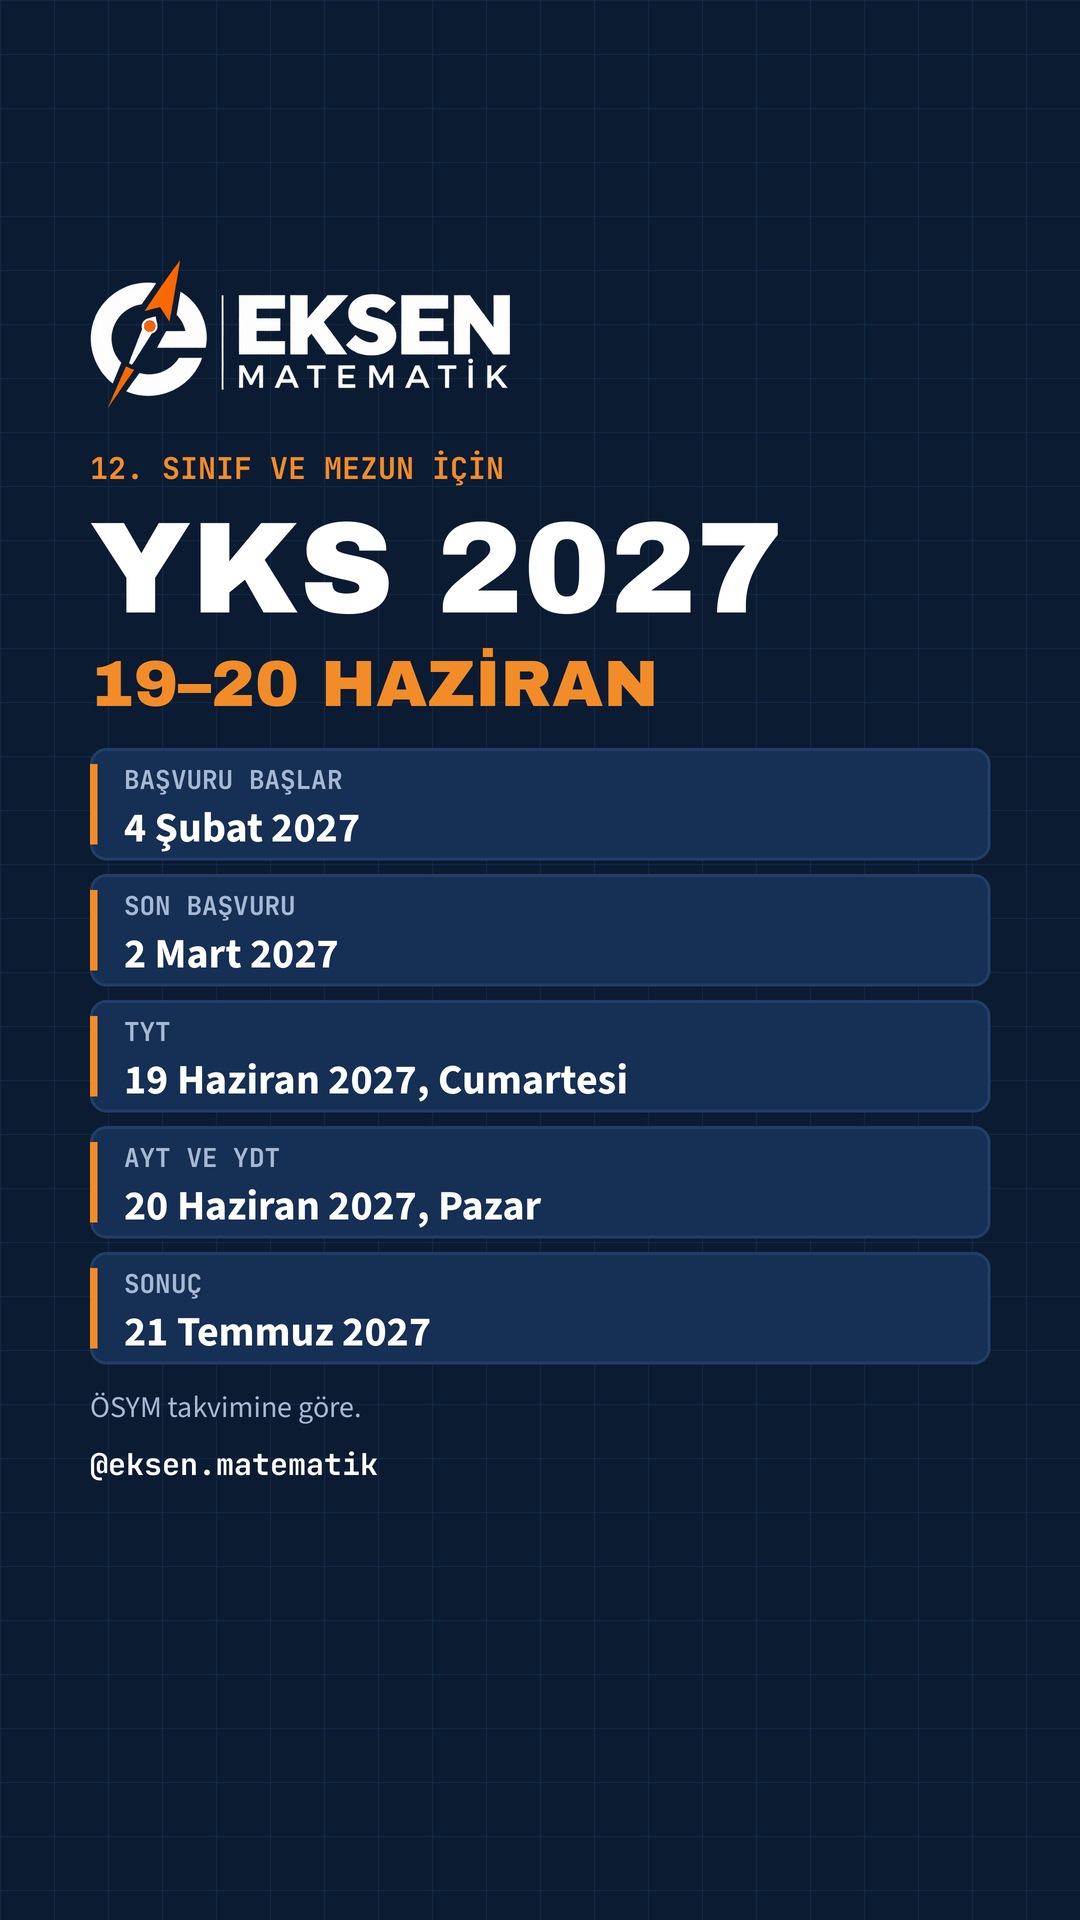 EKSEN
MATEMATİK
12. SINIF VE MEZUN İÇİN
YKS 2027
19–20 HAZİRAN
BAŞVURU BAŞLAR
4 Şubat 2027
SON BAŞVURU
2 Mart 2027
TYT
19 Haziran 2027, Cumartesi
AYT VE YDT
20 Haziran 2027, Pazar
SONUÇ
21 Temmuz 2027
ÖSYM takvimine göre.
@eksen.matematik